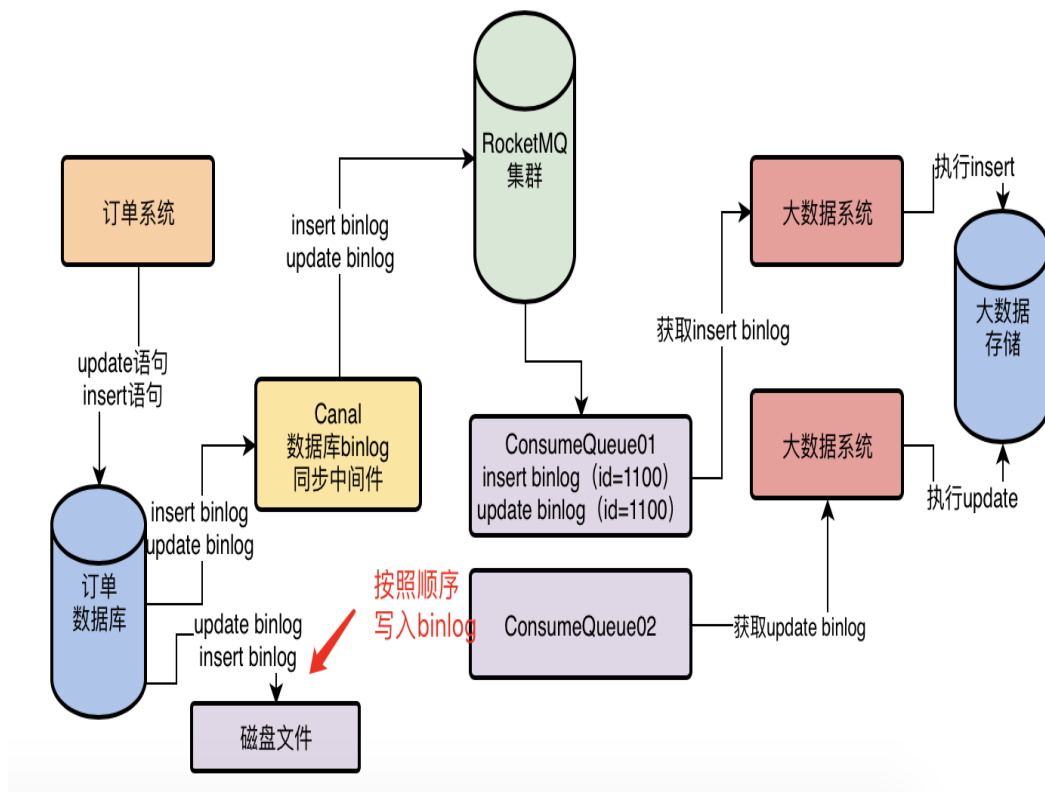 RocketMQ
集群
订单系统
执行insert
大数据系统
insert binlog
update binlog
大数据
存储
获取insert binlog
update语句
insert语句
Canal
数据库binlog
同步中间件
ConsumeQueue01
insert binlog（id=1100）
update binlog（id=1100）
大数据系统
执行update
insert binlog
update binlog
订单
数据库
按照顺序
写入binlog
update binlog
insert binlog
ConsumeQueue02
获取update binlog
磁盘文件